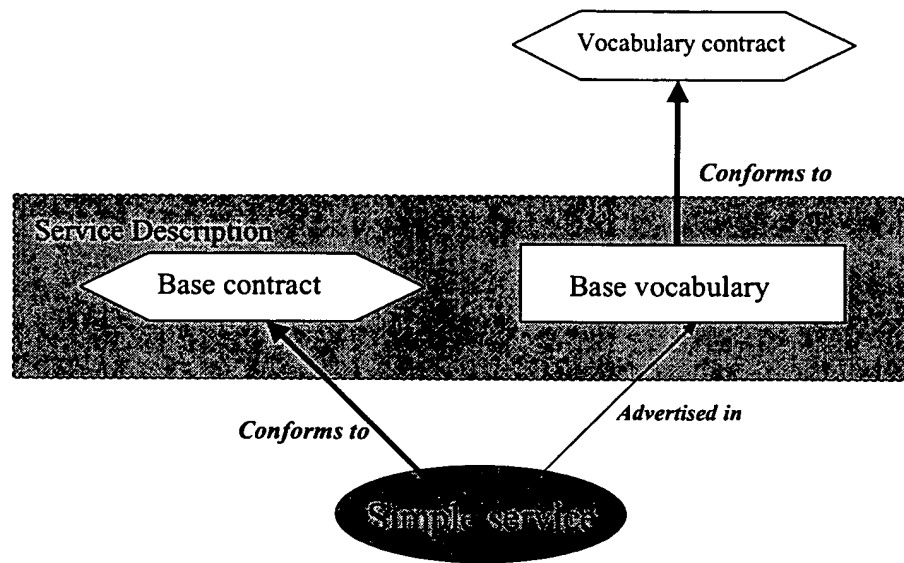 Vocabulary contract
Conforms to
Service Description
Base contract
Base vocabulary
Conforms to
Advertised in
Simple service